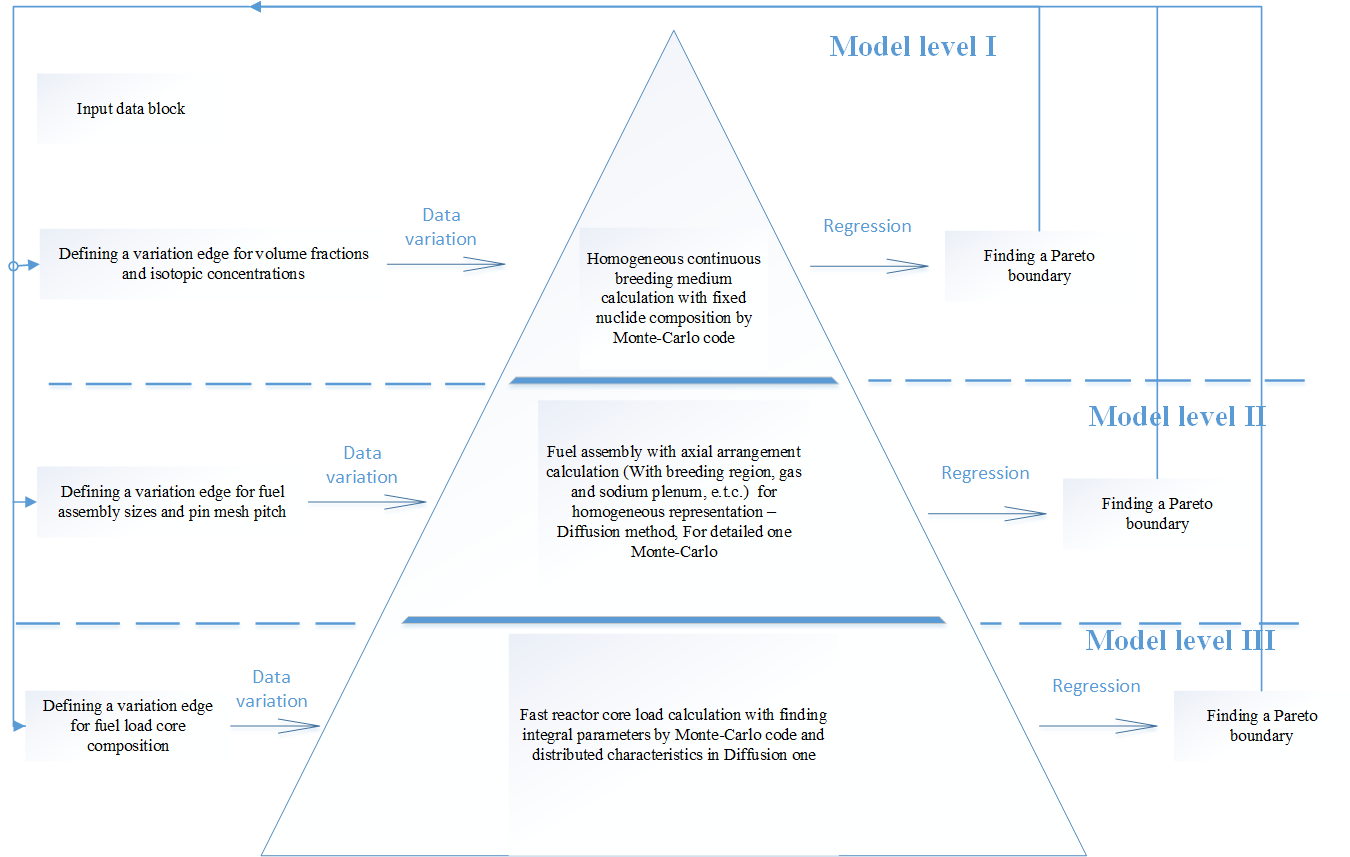 Model level I
Input data block
Defining a variation edge for volume fractions
and isotopic concentrations
Data
variation
Homogeneous continuous
breeding medium
calculation with fixed
nuclide composition by
Monte-Carlo code
Regression
Finding a Pareto
boundary
Model level II
Defining a variation edge for fuel
assembly sizes and pin mesh pitch
Data
variation
Fuel assembly with axial arrangement
calculation (With breeding region, gas
and sodium plenum, e.t.c.) for
homogeneous representation –
Diffusion method, For detailed one
Monte-Carlo
Regression
Finding a Pareto
boundary
Model level III
Defining a variation edge
for fuel load core
composition
Data
variation
Fast reactor core load calculation with finding
integral parameters by Monte-Carlo code and
distributed characteristics in Diffusion one
Regression
Finding a Pareto
boundary